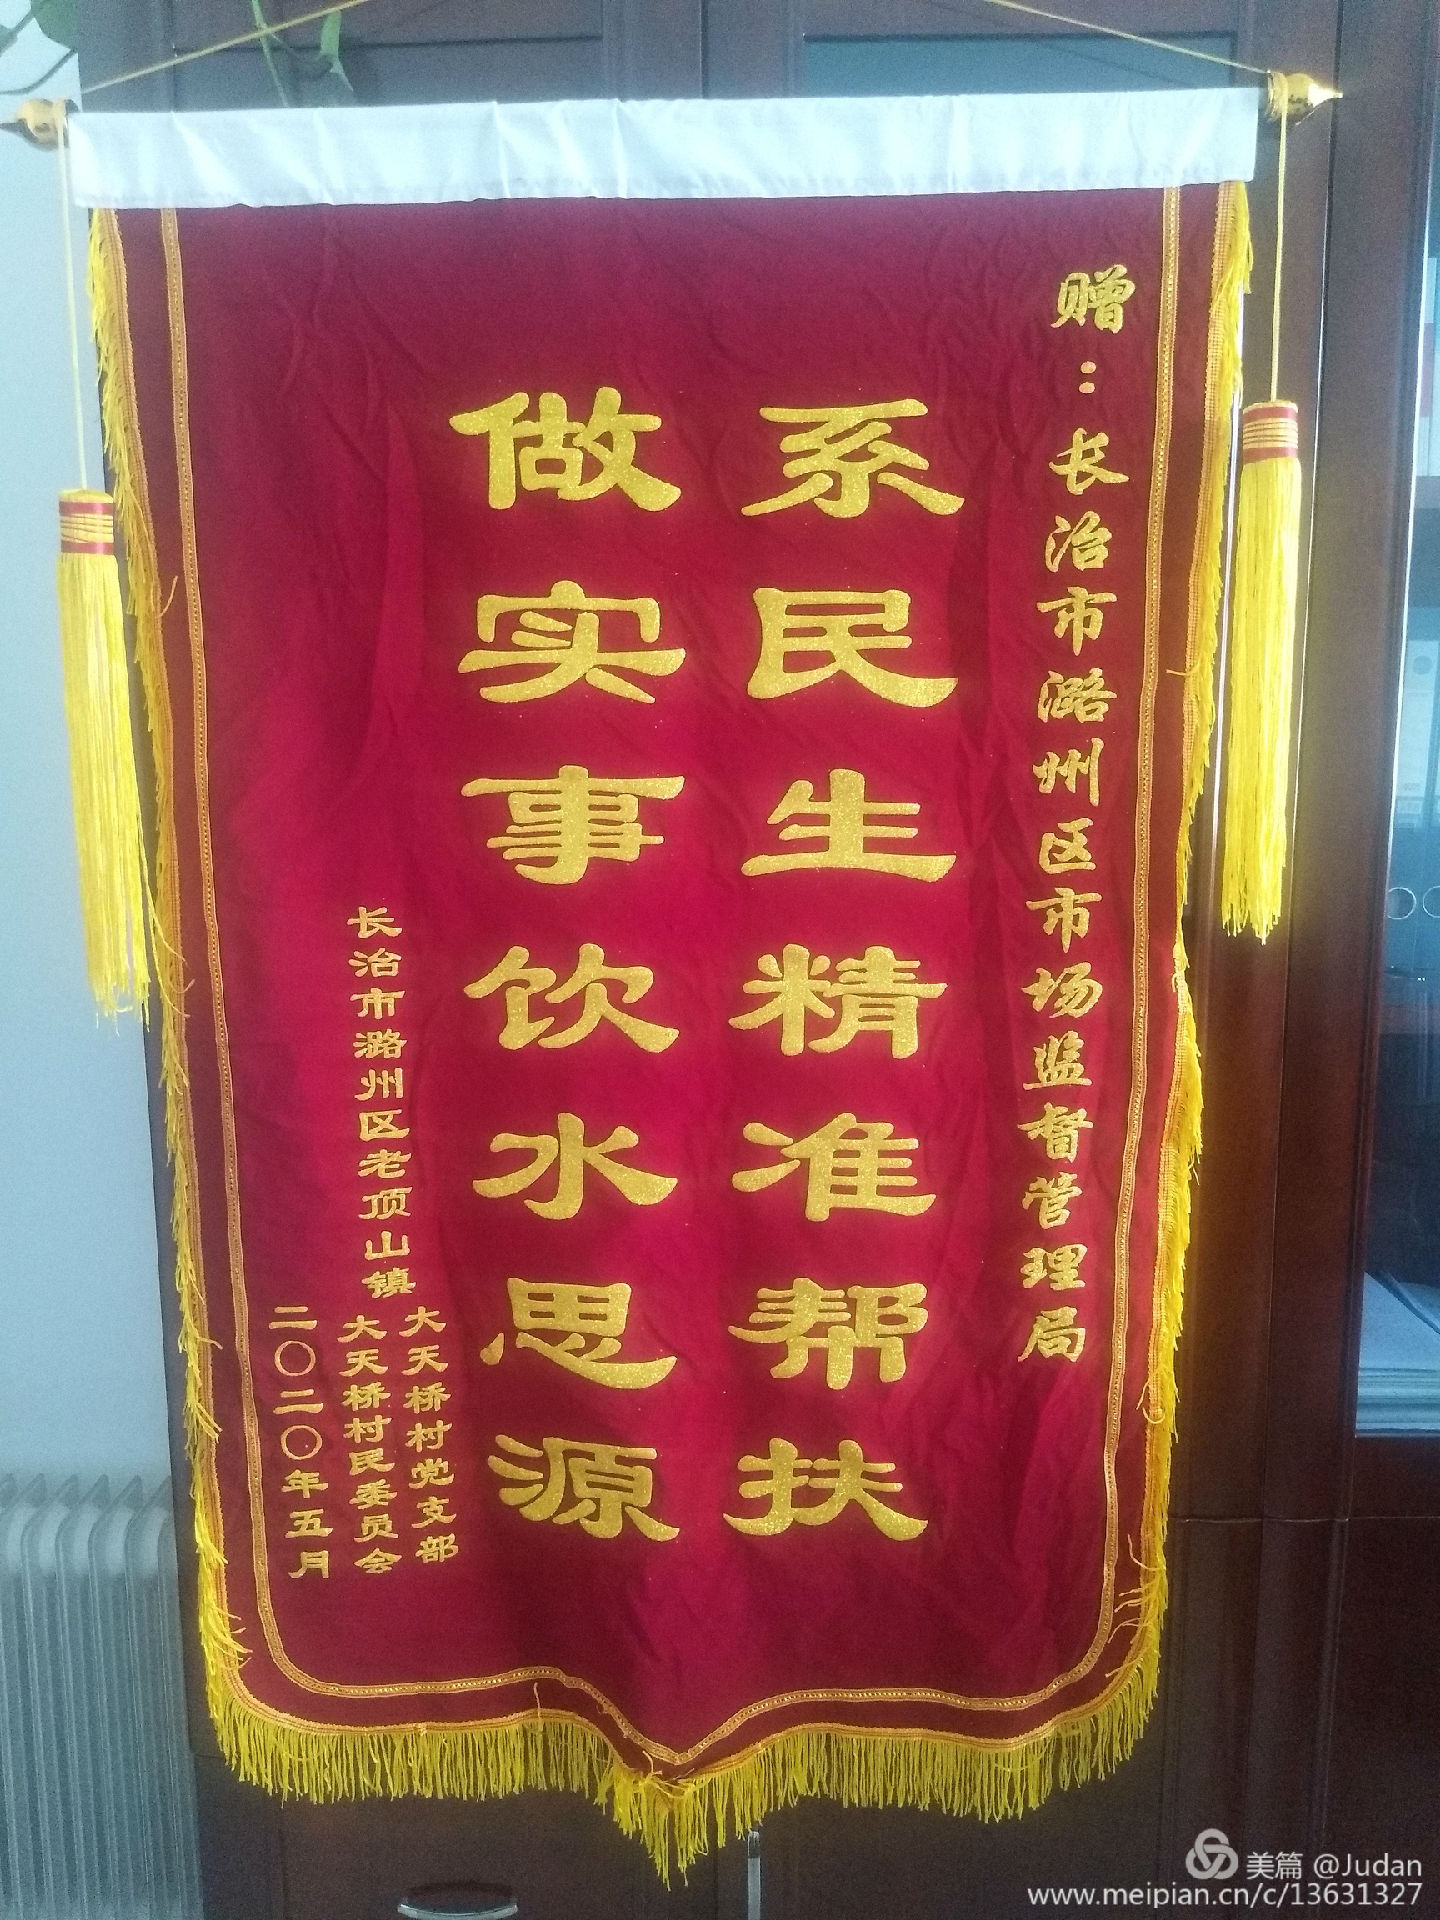 赠：长治市潞州区市场监督管理局
系民生精准帮扶
做实事饮水思源
长治市潞州区老顶山镇
大天桥村党支部
大天桥村民委员会
二〇二〇年五月
美篇 @Judan
www.meipian.cn/c/13631327